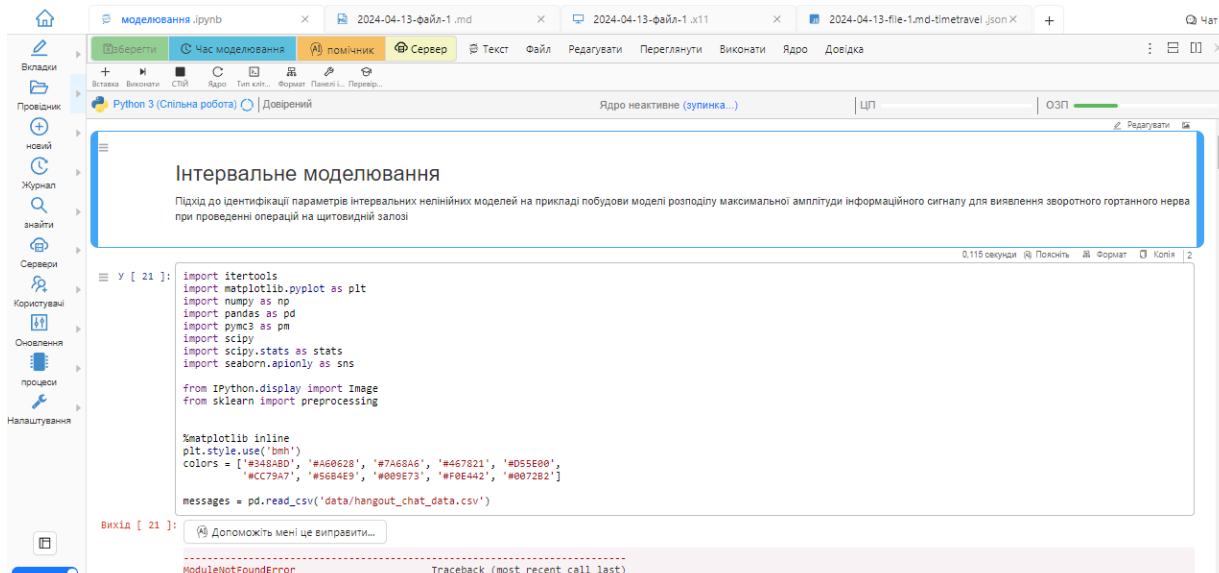 моделювання .ipynb
2024-04-13-файл-1 .md
2024-04-13-файл-1 .x11
2024-04-13-file-1.md-timetravel .json
Чат
Зберегти
Час моделювання
помічник
Сервер
Текст
Файл
Редагувати
Переглянути
Виконати
Ядро
Довідка
Вкладки
Провідник
новий
Журнал
знайти
Сервери
Користувачі
Оновлення
процеси
Налаштування
Вставка Виконати СТІЙ Ядро Тип кліт... Формат Панелі і... Перевір...
Python 3 (Спільна робота) Довірений
Ядро неактивне (зупинка...)
ЦП
ОЗП
Редагувати
Інтервальне моделювання
Підхід до ідентифікації параметрів інтервальних нелінійних моделей на прикладі побудови моделі розподілу максимальної амплітуди інформаційного сигналу для виявлення зворотного гортанного нерва
при проведенні операцій на щитовидній залозі
0,115 секунди Поясніть Формат Копія 2
У [ 21 ]:
import itertools
import matplotlib.pyplot as plt
import numpy as np
import pandas as pd
import pymc3 as pm
import scipy
import scipy.stats as stats
import seaborn.apionly as sns
from IPython.display import Image
from sklearn import preprocessing
%matplotlib inline
plt.style.use('bmh')
colors = ['#348ABD', '#A60628', '#7A68A6', '#467821', '#D55E00',
'#CC79A7', '#56B4E9', '#009E73', '#F0E442', '#0072B2']
messages = pd.read_csv('data/hangout_chat_data.csv')
Вихід [ 21 ]:
Допоможіть мені це виправити...
---------------------------------------------------------------------------
ModuleNotFoundError Traceback (most recent call last)